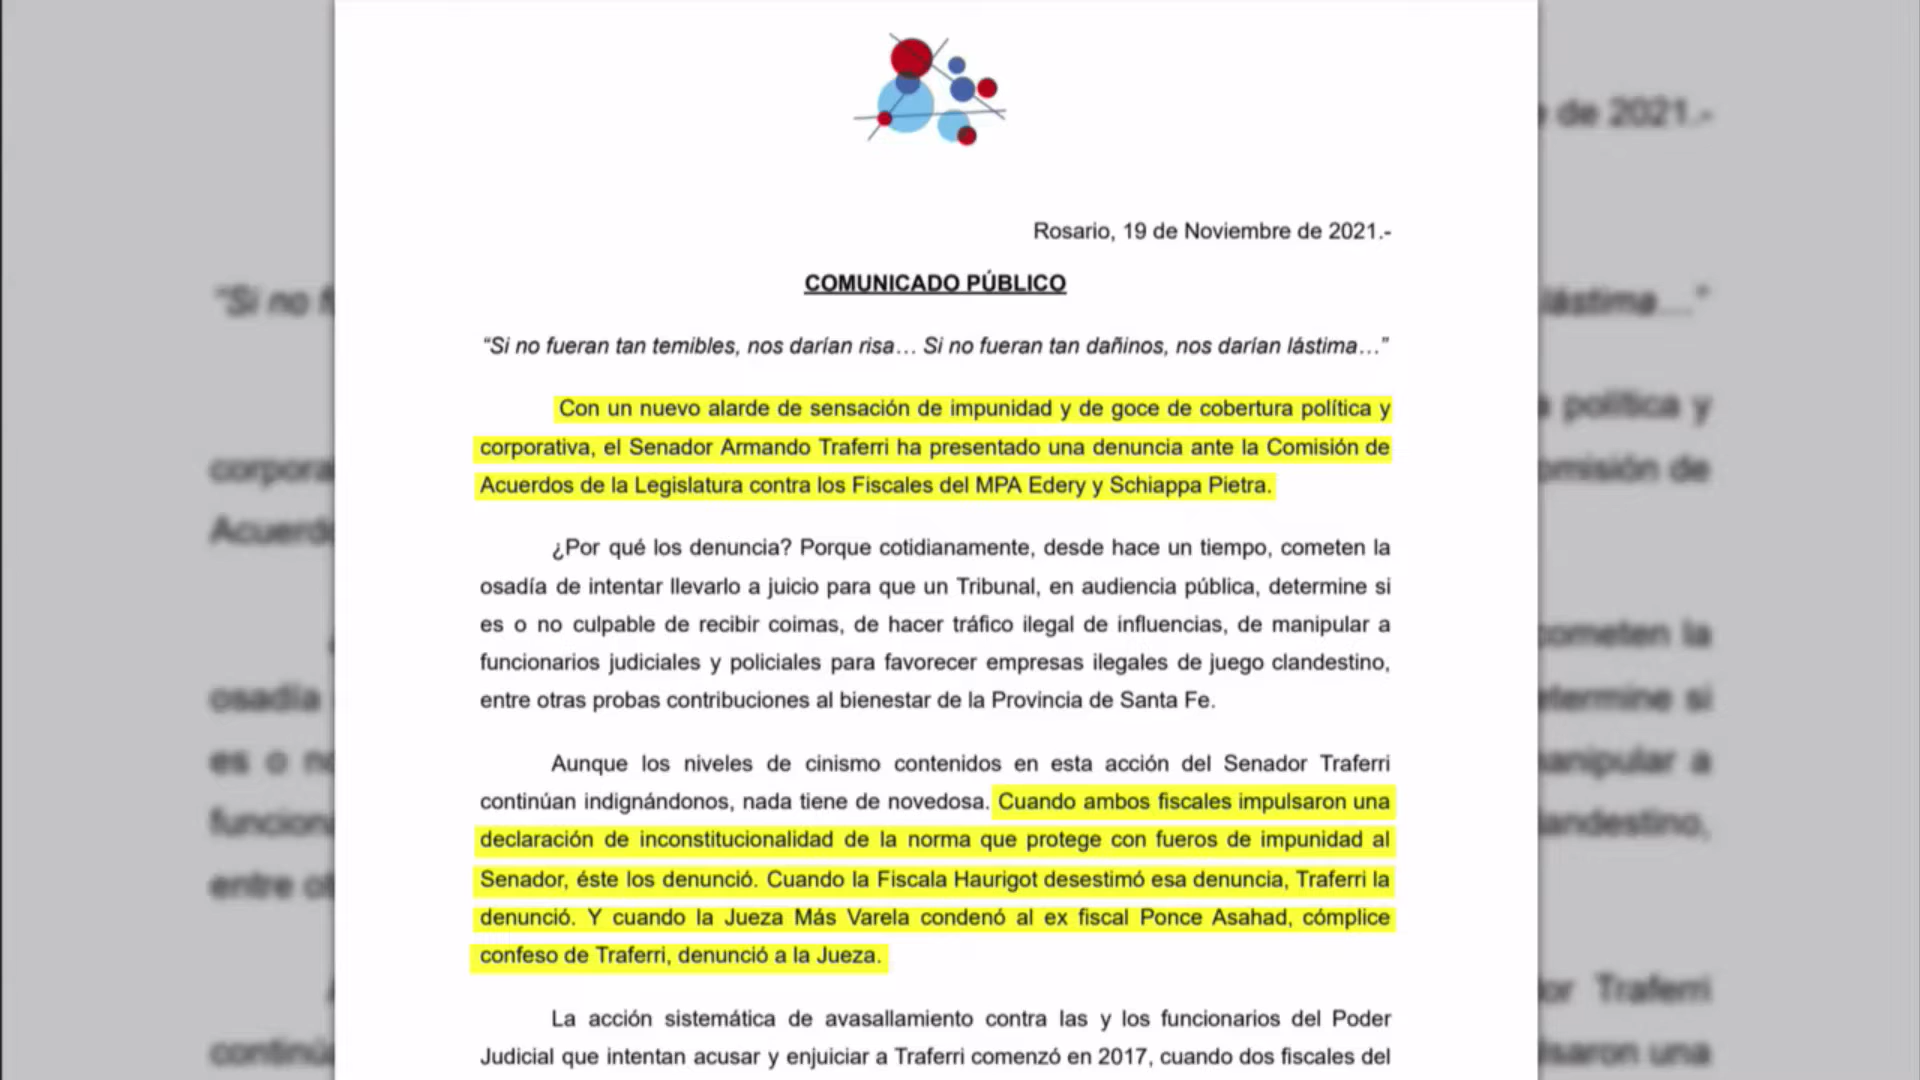 Rosario, 19 de Noviembre de 2021.-
COMUNICADO PÚBLICO
“Si no fueran tan temibles, nos darían risa… Si no fueran tan dañinos, nos darían lástima…”
Con un nuevo alarde de sensación de impunidad y de goce de cobertura política y
corporativa, el Senador Armando Traferri ha presentado una denuncia ante la Comisión de
Acuerdos de la Legislatura contra los Fiscales del MPA Edery y Schiappa Pietra.
¿Por qué los denuncia? Porque cotidianamente, desde hace un tiempo, cometen la
osadía de intentar llevarlo a juicio para que un Tribunal, en audiencia pública, determine si
es o no culpable de recibir coimas, de hacer tráfico ilegal de influencias, de manipular a
funcionarios judiciales y policiales para favorecer empresas ilegales de juego clandestino,
entre otras probas contribuciones al bienestar de la Provincia de Santa Fe.
Aunque los niveles de cinismo contenidos en esta acción del Senador Traferri
continúan indignándonos, nada tiene de novedosa. Cuando ambos fiscales impulsaron una
declaración de inconstitucionalidad de la norma que protege con fueros de impunidad al
Senador, éste los denunció. Cuando la Fiscala Haurigot desestimó esa denuncia, Traferri la
denunció. Y cuando la Jueza Más Varela condenó al ex fiscal Ponce Asahad, cómplice
confeso de Traferri, denunció a la Jueza.
La acción sistemática de avasallamiento contra las y los funcionarios del Poder
Judicial que intentan acusar y enjuiciar a Traferri comenzó en 2017, cuando dos fiscales del